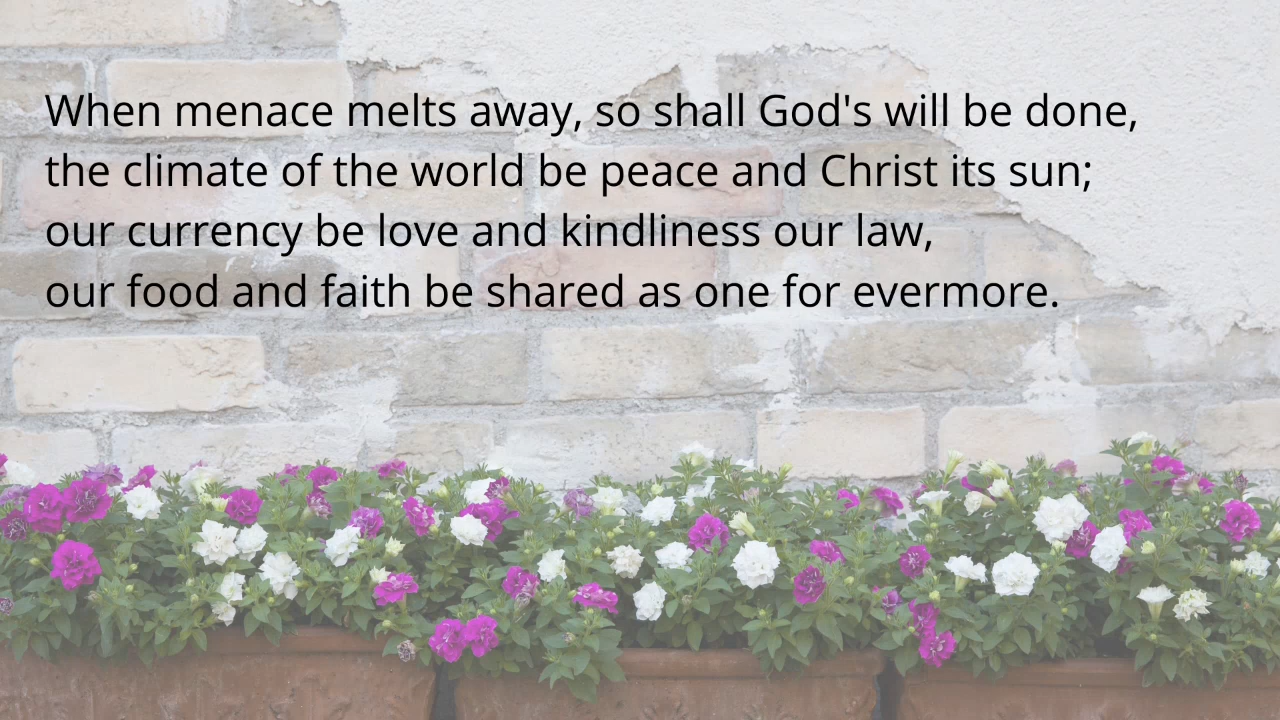 When menace melts away, so shall God's will be done,
the climate of the world be peace and Christ its sun;
our currency be love and kindliness our law,
our food and faith be shared as one for evermore.